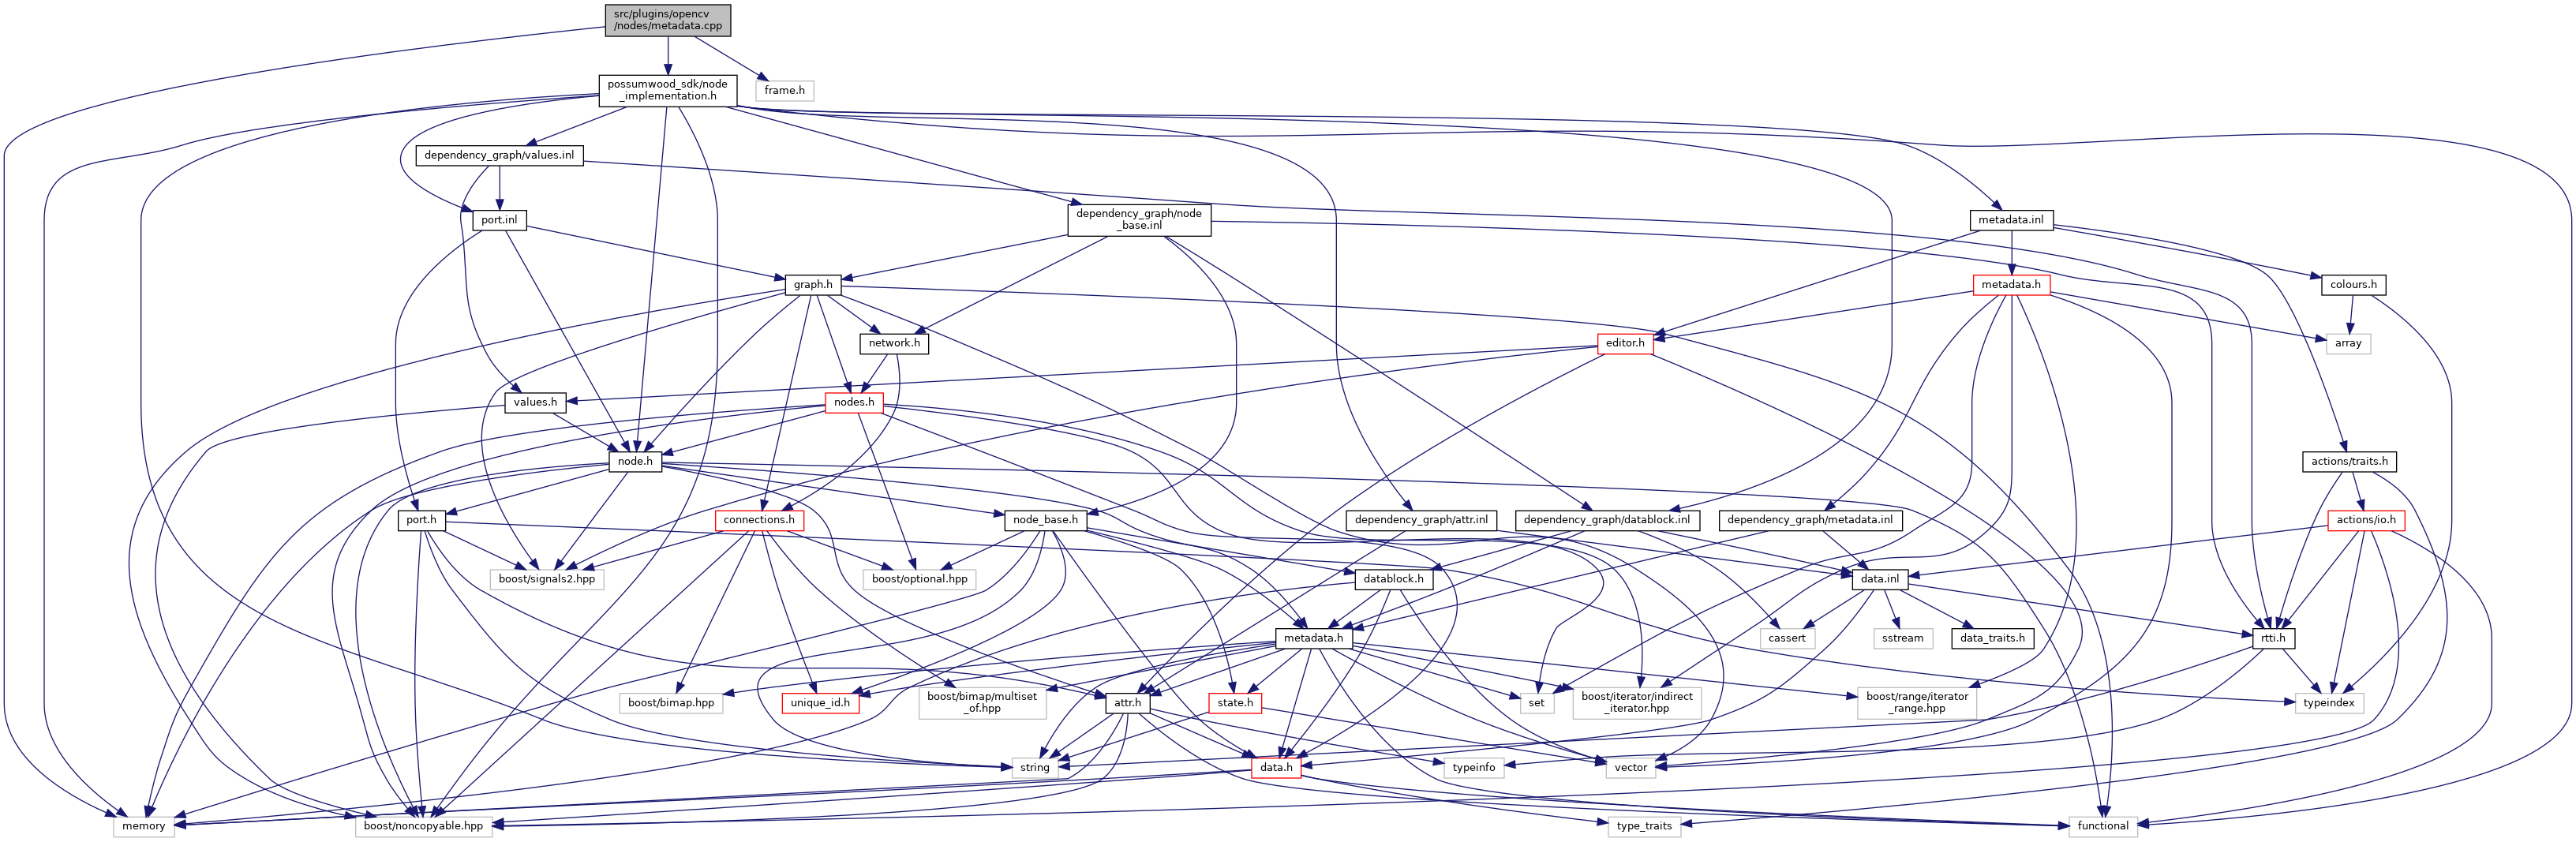 src/plugins/opencv
/nodes/metadata.cpp
possumwood_sdk/node
_implementation.h
frame.h
dependency_graph/values.inl
port.inl
dependency_graph/node
_base.inl
metadata.inl
graph.h
metadata.h
colours.h
network.h
editor.h
array
values.h
nodes.h
node.h
actions/traits.h
port.h
connections.h
node_base.h
dependency_graph/attr.inl
dependency_graph/datablock.inl
dependency_graph/metadata.inl
actions/io.h
boost/signals2.hpp
boost/optional.hpp
datablock.h
data.inl
metadata.h
cassert
sstream
data_traits.h
rtti.h
boost/bimap.hpp
unique_id.h
boost/bimap/multiset
_of.hpp
attr.h
state.h
set
boost/iterator/indirect
_iterator.hpp
boost/range/iterator
_range.hpp
typeindex
string
data.h
typeinfo
vector
memory
boost/noncopyable.hpp
type_traits
functional